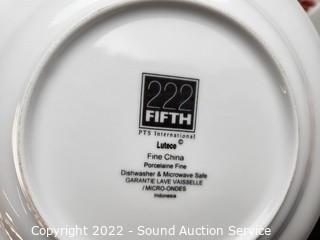 222
FIFTH
PTS International
Lutece©
Fine China
Porcelaine Fine
Dishwasher & Microwave Safe
GARANTIE LAVE VAISSELLE
/ MICRO-ONDES
Indonesia
Copyright 2022 - Sound Auction Service